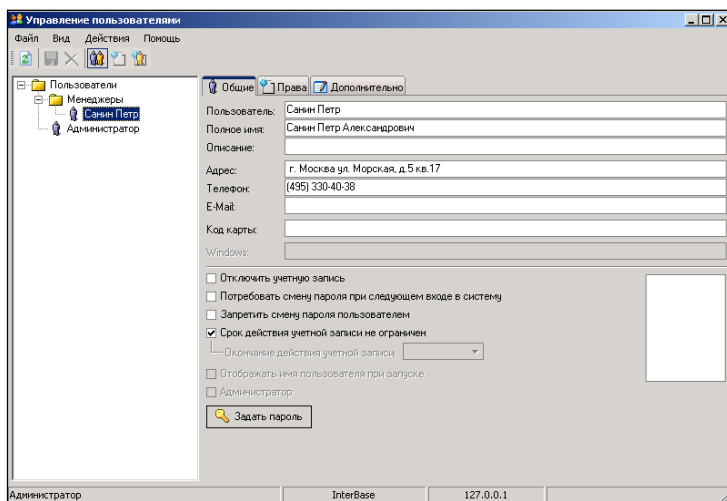 Управление пользователями
Файл Вид Действия Помощь
Пользователи
Менеджеры
Санин Петр
Администратор
Общие Права Дополнительно
Пользователь: Санин Петр
Полное имя: Санин Петр Александрович
Описание:
Адрес: г. Москва ул. Морская, д.5 кв.17
Телефон: (495) 330-40-38
E-Mail:
Код карты:
Windows:
Отключить учетную запись
Потребовать смену пароля при следующем входе в систему
Запретить смену пароля пользователем
Срок действия учетной записи не ограничен
Окончание действия учетной записи
Отображать имя пользователя при запуске
Администратор
Задать пароль
Администратор InterBase 127.0.0.1